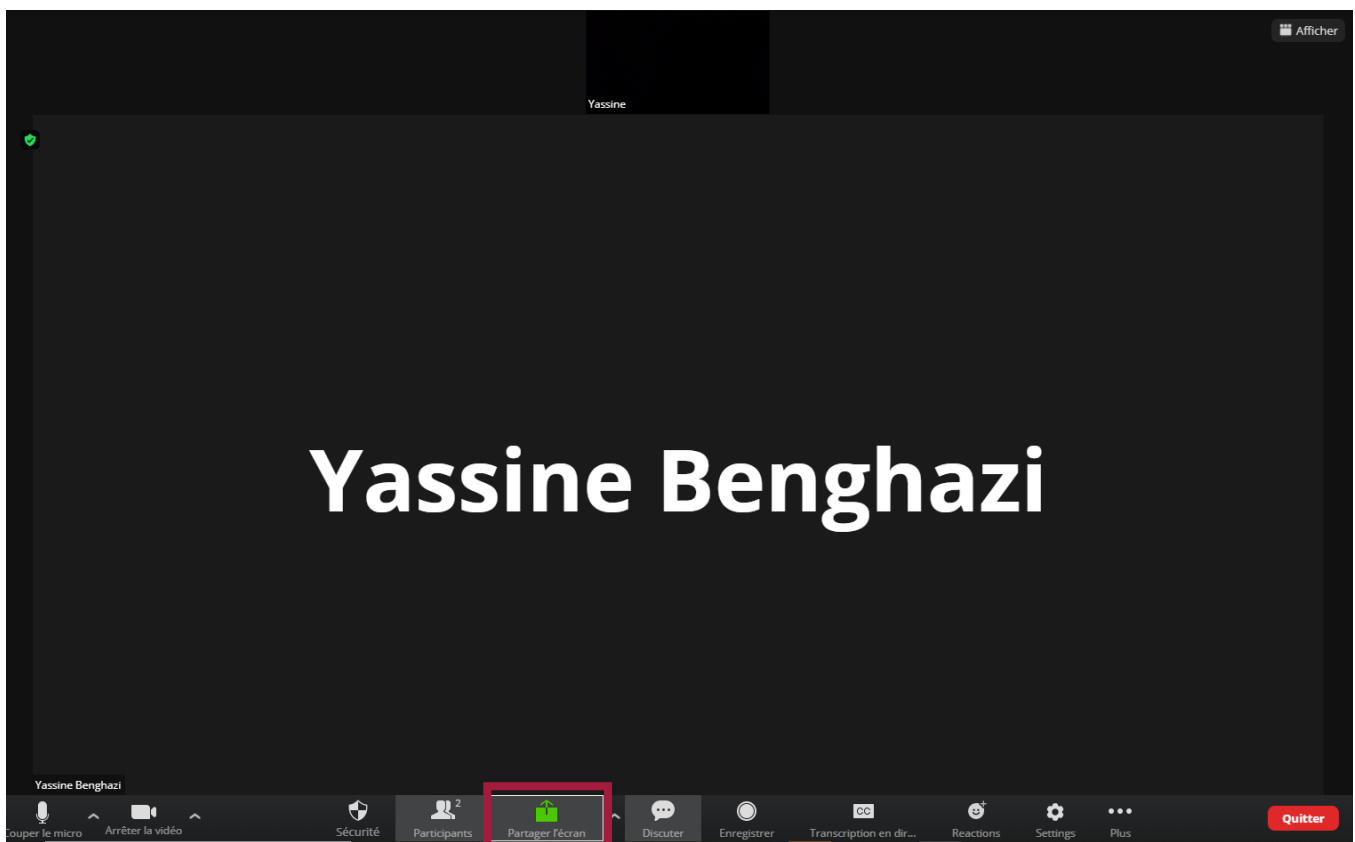 Afficher
Yassine
Yassine Benghazi
Yassine Benghazi
Couper le micro Arrêter la vidéo Sécurité Participants 2 Partager l'écran Discuter Enregistrer CC Transcription en dir... Reactions Settings Plus Quitter